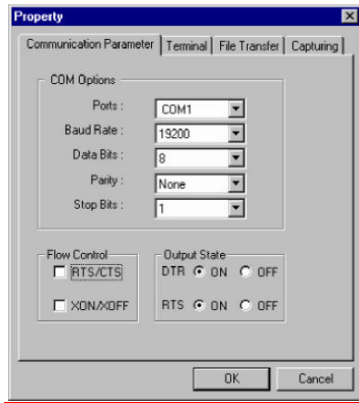 Property
Communication Parameter Terminal File Transfer Capturing
COM Options
Ports : COM1
Baud Rate : 19200
Data Bits : 8
Parity : None
Stop Bits : 1
Flow Control Output State
RTS/CTS DTR ON OFF
XON/XOFF RTS ON OFF
OK Cancel